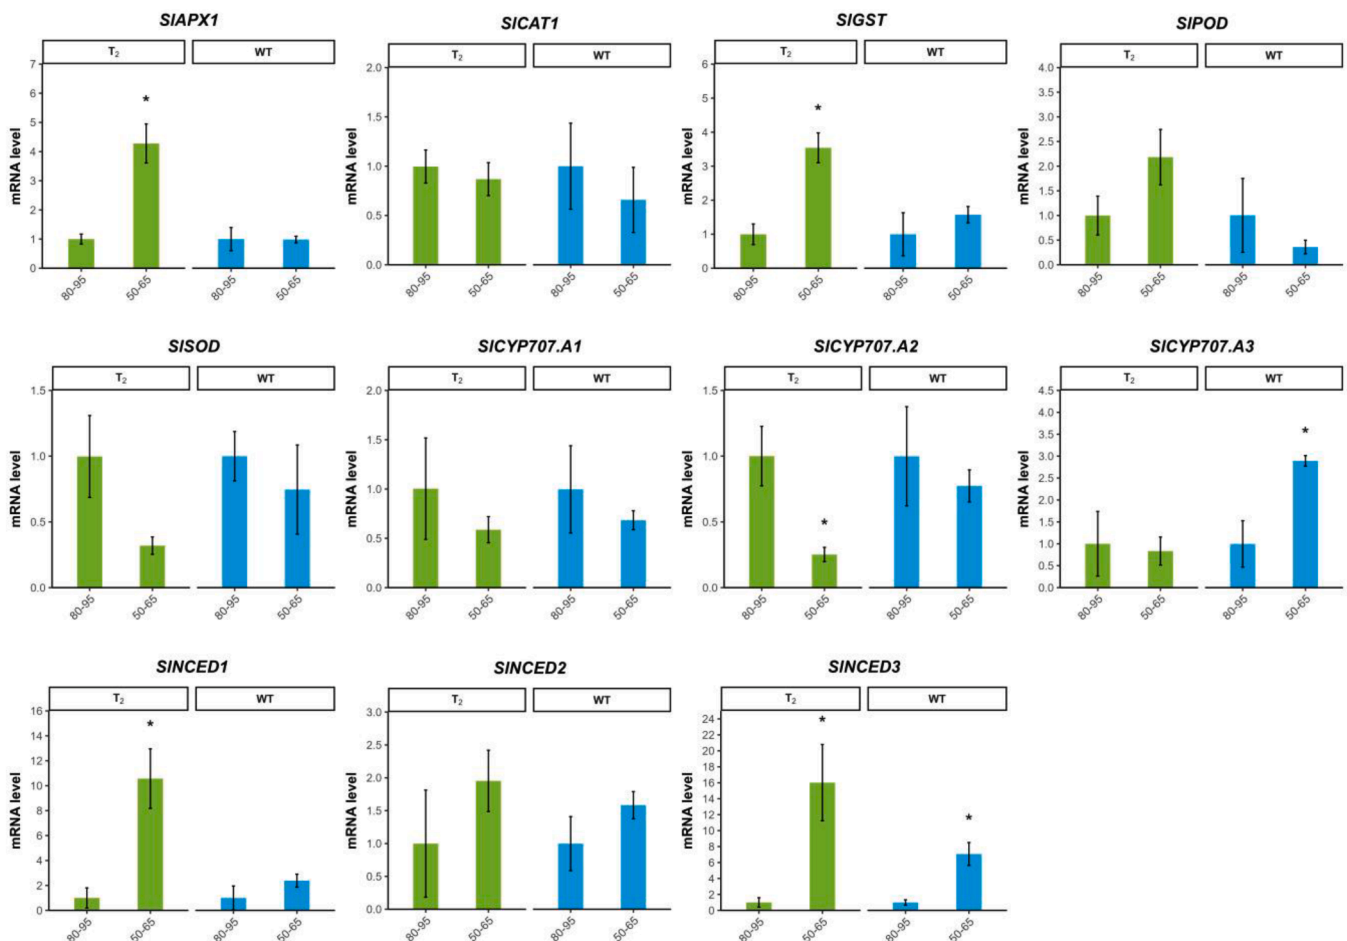 SlAPX1
T2 WT
mRNA level
7
6
5
4
3
2
1
0
80-95 50-65 80-95 50-65
SlCAT1
T2 WT
mRNA level
2.0
1.5
1.0
0.5
0.0
80-95 50-65 80-95 50-65
SlGST
T2 WT
mRNA level
6
5
4
3
2
1
0
80-95 50-65 80-95 50-65
SlPOD
T2 WT
mRNA level
4.0
3.5
3.0
2.5
2.0
1.5
1.0
0.5
0.0
80-95 50-65 80-95 50-65
SlSOD
T2 WT
mRNA level
1.5
1.0
0.5
0.0
80-95 50-65 80-95 50-65
SlCYP707.A1
T2 WT
mRNA level
2.0
1.5
1.0
0.5
0.0
80-95 50-65 80-95 50-65
SlCYP707.A2
T2 WT
mRNA level
1.5
1.0
0.5
0.0
80-95 50-65 80-95 50-65
SlCYP707.A3
T2 WT
mRNA level
4.5
4.0
3.5
3.0
2.5
2.0
1.5
1.0
0.5
0.0
80-95 50-65 80-95 50-65
SlNCED1
T2 WT
mRNA level
16
14
12
10
8
6
4
2
0
80-95 50-65 80-95 50-65
SlNCED2
T2 WT
mRNA level
3.0
2.5
2.0
1.5
1.0
0.5
0.0
80-95 50-65 80-95 50-65
SlNCED3
T2 WT
mRNA level
24
22
20
18
16
14
12
10
8
6
4
2
0
80-95 50-65 80-95 50-65